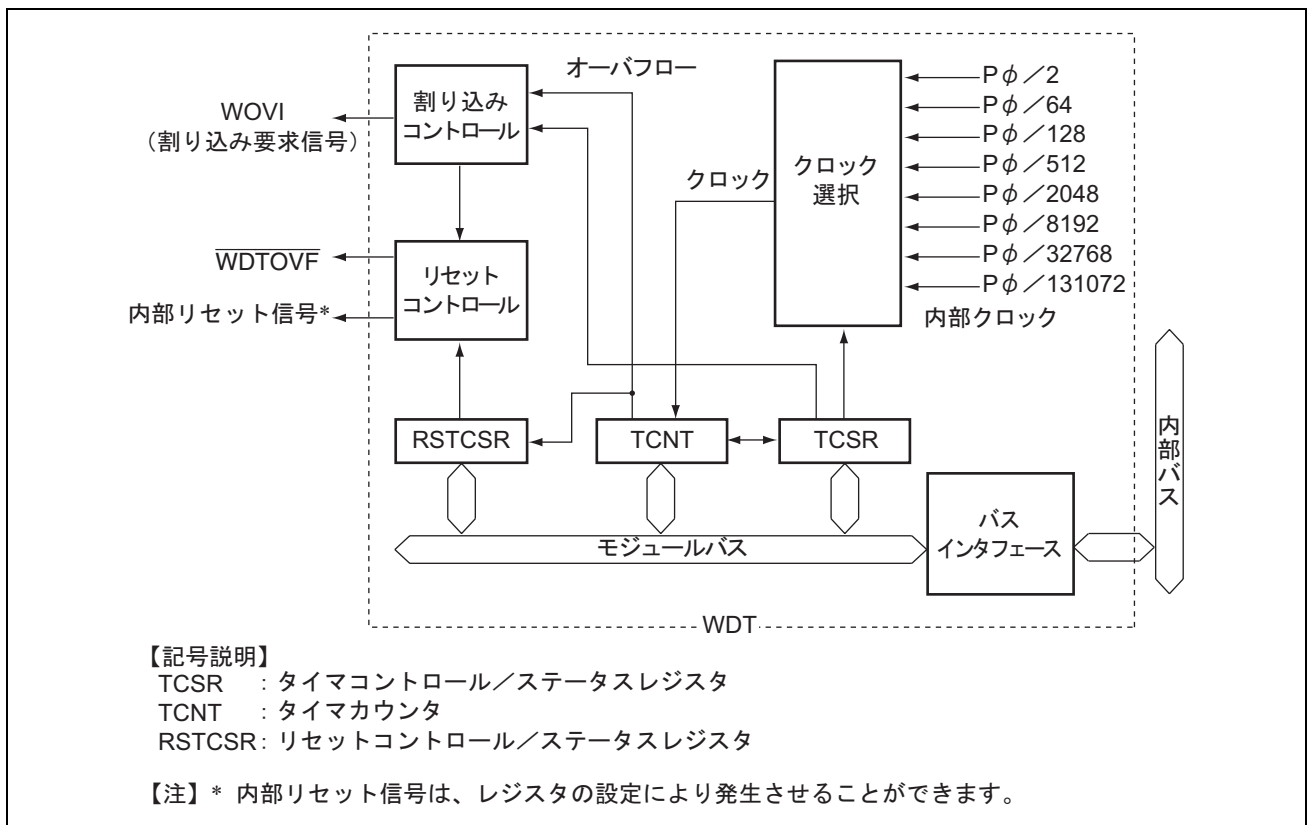 オーバフロー
割り込み
コントロール
WOVI
(割り込み要求信号)
Pφ／2
Pφ／64
Pφ／128
Pφ／512
Pφ／2048
Pφ／8192
Pφ／32768
Pφ／131072
内部クロック
クロック
クロック
選択
WDTOVF
内部リセット信号*
リセット
コントロール
RSTCSR
TCNT
TCSR
モジュールバス
バス
インタフェース
内部バス
WDT
【記号説明】
TCSR ：タイマコントロール／ステータスレジスタ
TCNT ：タイマカウンタ
RSTCSR：リセットコントロール／ステータスレジスタ
【注】* 内部リセット信号は、レジスタの設定により発生させることができます。